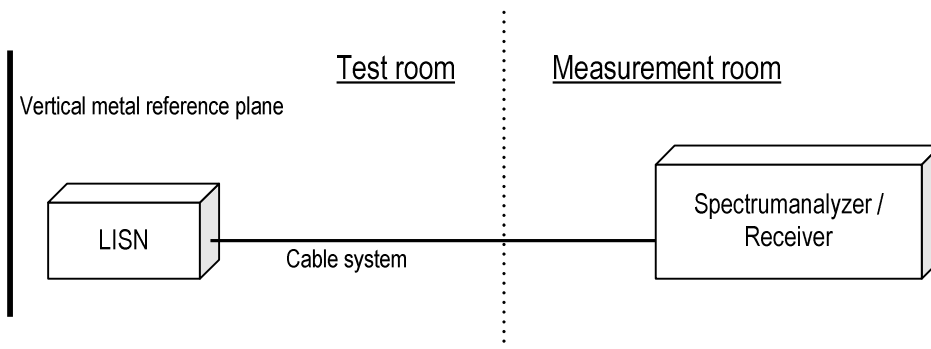 Test room
Measurement room
Vertical metal reference plane
LISN
Cable system
Spectrumanalyzer /
Receiver